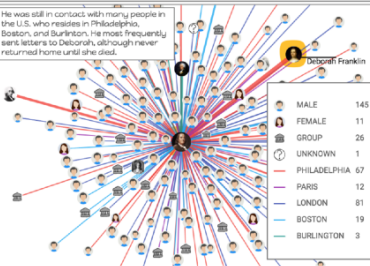 He was still in contact with many people in
the U.S. who resides in Philadelphia,
Boston, and Burlinton. He most frequently
sent letters to Deborah, although never
returned home until she died.
Deborah Franklin
MALE 145
FEMALE 11
GROUP 26
UNKNOWN 1
PHILADELPHIA 67
PARIS 12
LONDON 81
BOSTON 19
BURLINGTON 3